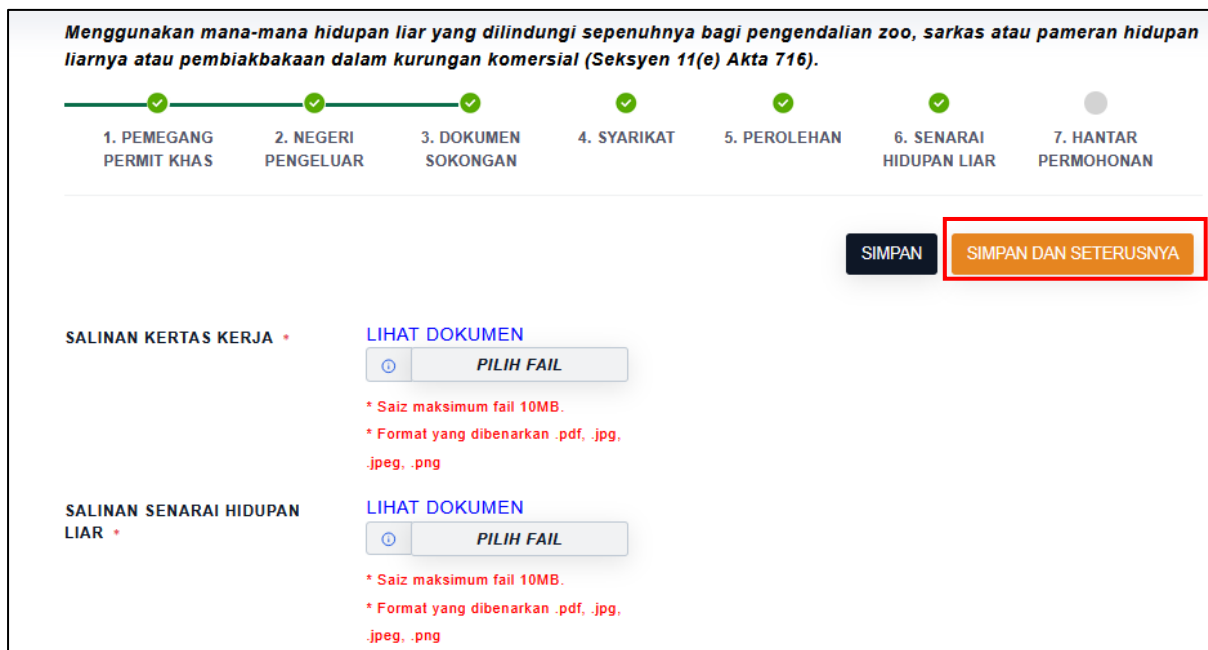 Menggunakan mana-mana hidupan liar yang dilindungi sepenuhnya bagi pengendalian zoo, sarkas atau pameran hidupan
liarnya atau pembiakbakaan dalam kurungan komersial (Seksyen 11(e) Akta 716).
1. PEMEGANG PERMIT KHAS
2. NEGERI PENGELUAR
3. DOKUMEN SOKONGAN
4. SYARIKAT
5. PEROLEHAN
6. SENARAI HIDUPAN LIAR
7. HANTAR PERMOHONAN
SIMPAN
SIMPAN DAN SETERUSNYA
SALINAN KERTAS KERJA *
LIHAT DOKUMEN
PILIH FAIL
* Saiz maksimum fail 10MB.
* Format yang dibenarkan .pdf, .jpg,
.jpeg, .png
SALINAN SENARAI HIDUPAN
LIAR *
LIHAT DOKUMEN
PILIH FAIL
* Saiz maksimum fail 10MB.
* Format yang dibenarkan .pdf, .jpg,
.jpeg, .png